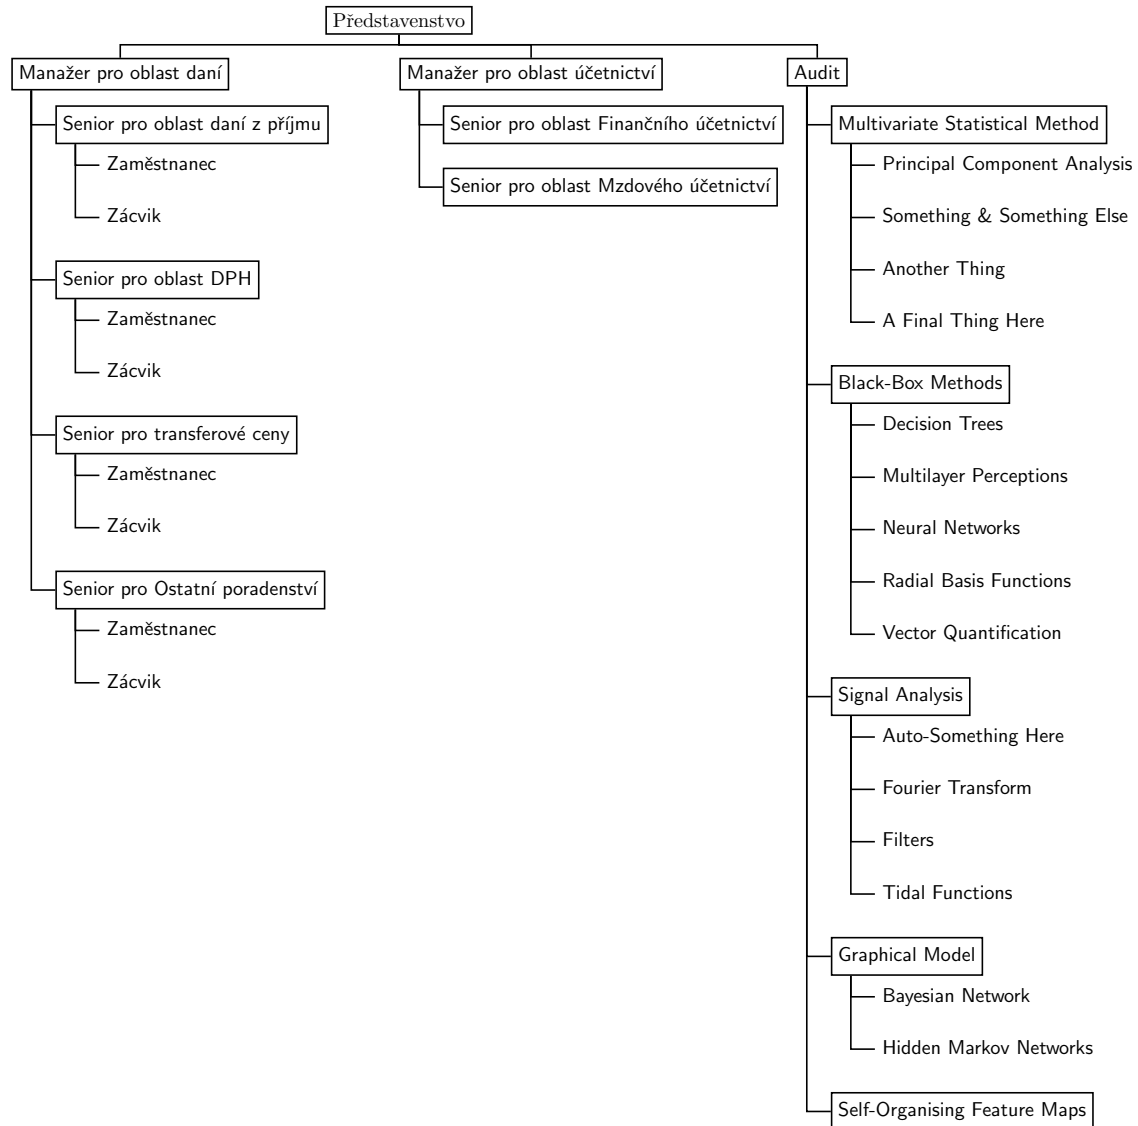 Představenstvo
Manažer pro oblast daní
Senior pro oblast daní z příjmu
Zaměstnanec
Zácvik
Senior pro oblast DPH
Zaměstnanec
Zácvik
Senior pro transferové ceny
Zaměstnanec
Zácvik
Senior pro Ostatní poradenství
Zaměstnanec
Zácvik
Manažer pro oblast účetnictví
Senior pro oblast Finančního účetnictví
Senior pro oblast Mzdového účetnictví
Audit
Multivariate Statistical Method
Principal Component Analysis
Something & Something Else
Another Thing
A Final Thing Here
Black-Box Methods
Decision Trees
Multilayer Perceptions
Neural Networks
Radial Basis Functions
Vector Quantification
Signal Analysis
Auto-Something Here
Fourier Transform
Filters
Tidal Functions
Graphical Model
Bayesian Network
Hidden Markov Networks
Self-Organising Feature Maps